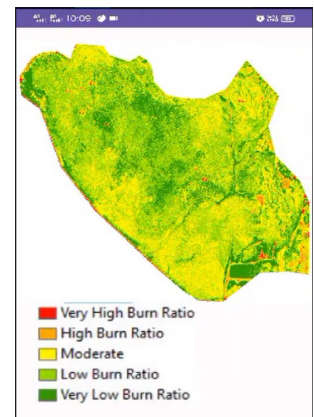 10:09
Very High Burn Ratio
High Burn Ratio
Moderate
Low Burn Ratio
Very Low Burn Ratio